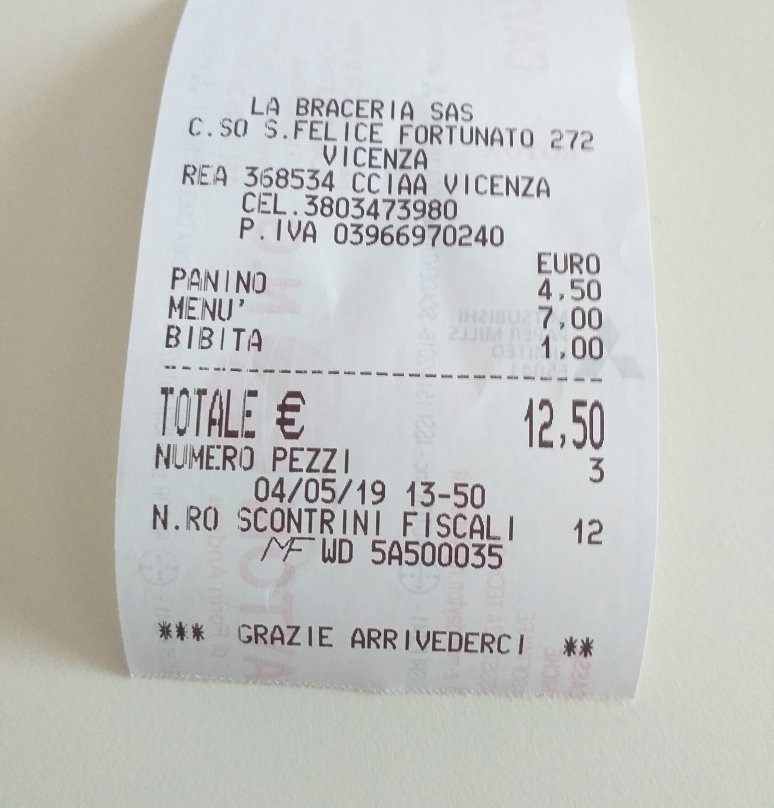 LA BRACERIA SAS
C.SO S.FELICE FORTUNATO 272
VICENZA
REA 368534 CCIAA VICENZA
CEL.3803473980
P.IVA 03966970240
EURO
PANINO 4,50
MENU' 7,00
BIBITA 1,00
TOTALE € 12,50
NUMERO PEZZI 3
04/05/19 13-50
N.RO SCONTRINI FISCALI 12
MF WD 5A500035
*** GRAZIE ARRIVEDERCI **